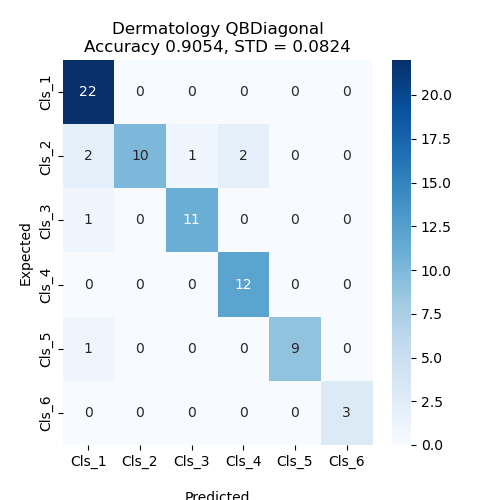 Dermatology QBDiagonal
Accuracy 0.9054, STD = 0.0824
Cls_1 22 0 0 0 0 0
Cls_2 2 10 1 2 0 0
Cls_3 1 0 11 0 0 0
Cls_4 0 0 0 12 0 0
Cls_5 1 0 0 0 9 0
Cls_6 0 0 0 0 0 3
Cls_1 Cls_2 Cls_3 Cls_4 Cls_5 Cls_6
Expected
Predicted
20.0
17.5
15.0
12.5
10.0
7.5
5.0
2.5
0.0